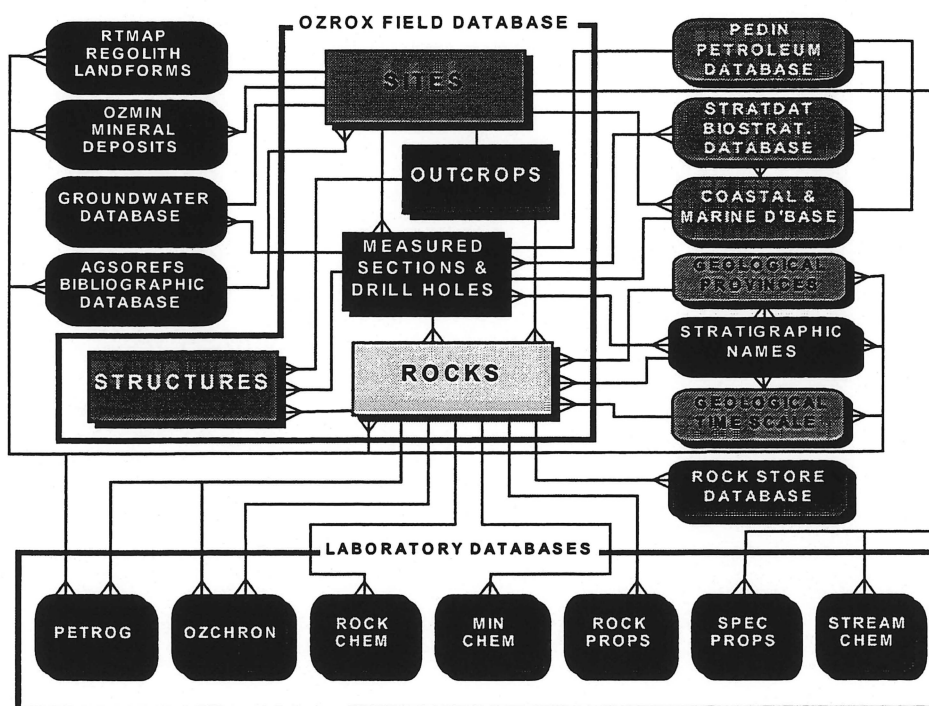 OZROX FIELD DATABASE
RTMAP
REGOLITH
LANDFORMS
OZMIN
MINERAL
DEPOSITS
GROUNDWATER
DATABASE
AGSOREFS
BIBLIOGRAPHIC
DATABASE
SITES
OUTCROPS
MEASURED
SECTIONS &
DRILL HOLES
STRUCTURES
ROCKS
PEDIN
PETROLEUM
DATABASE
STRATDAT
BIOSTRAT.
DATABASE
COASTAL &
MARINE D'BASE
GEOLOGICAL
PROVINCES
STRATIGRAPHIC
NAMES
GEOLOGICAL
TIME SCALE
ROCK STORE
DATABASE
LABORATORY DATABASES
PETROG
OZCHRON
ROCK
CHEM
MIN
CHEM
ROCK
PROPS
SPEC
PROPS
STREAM
CHEM